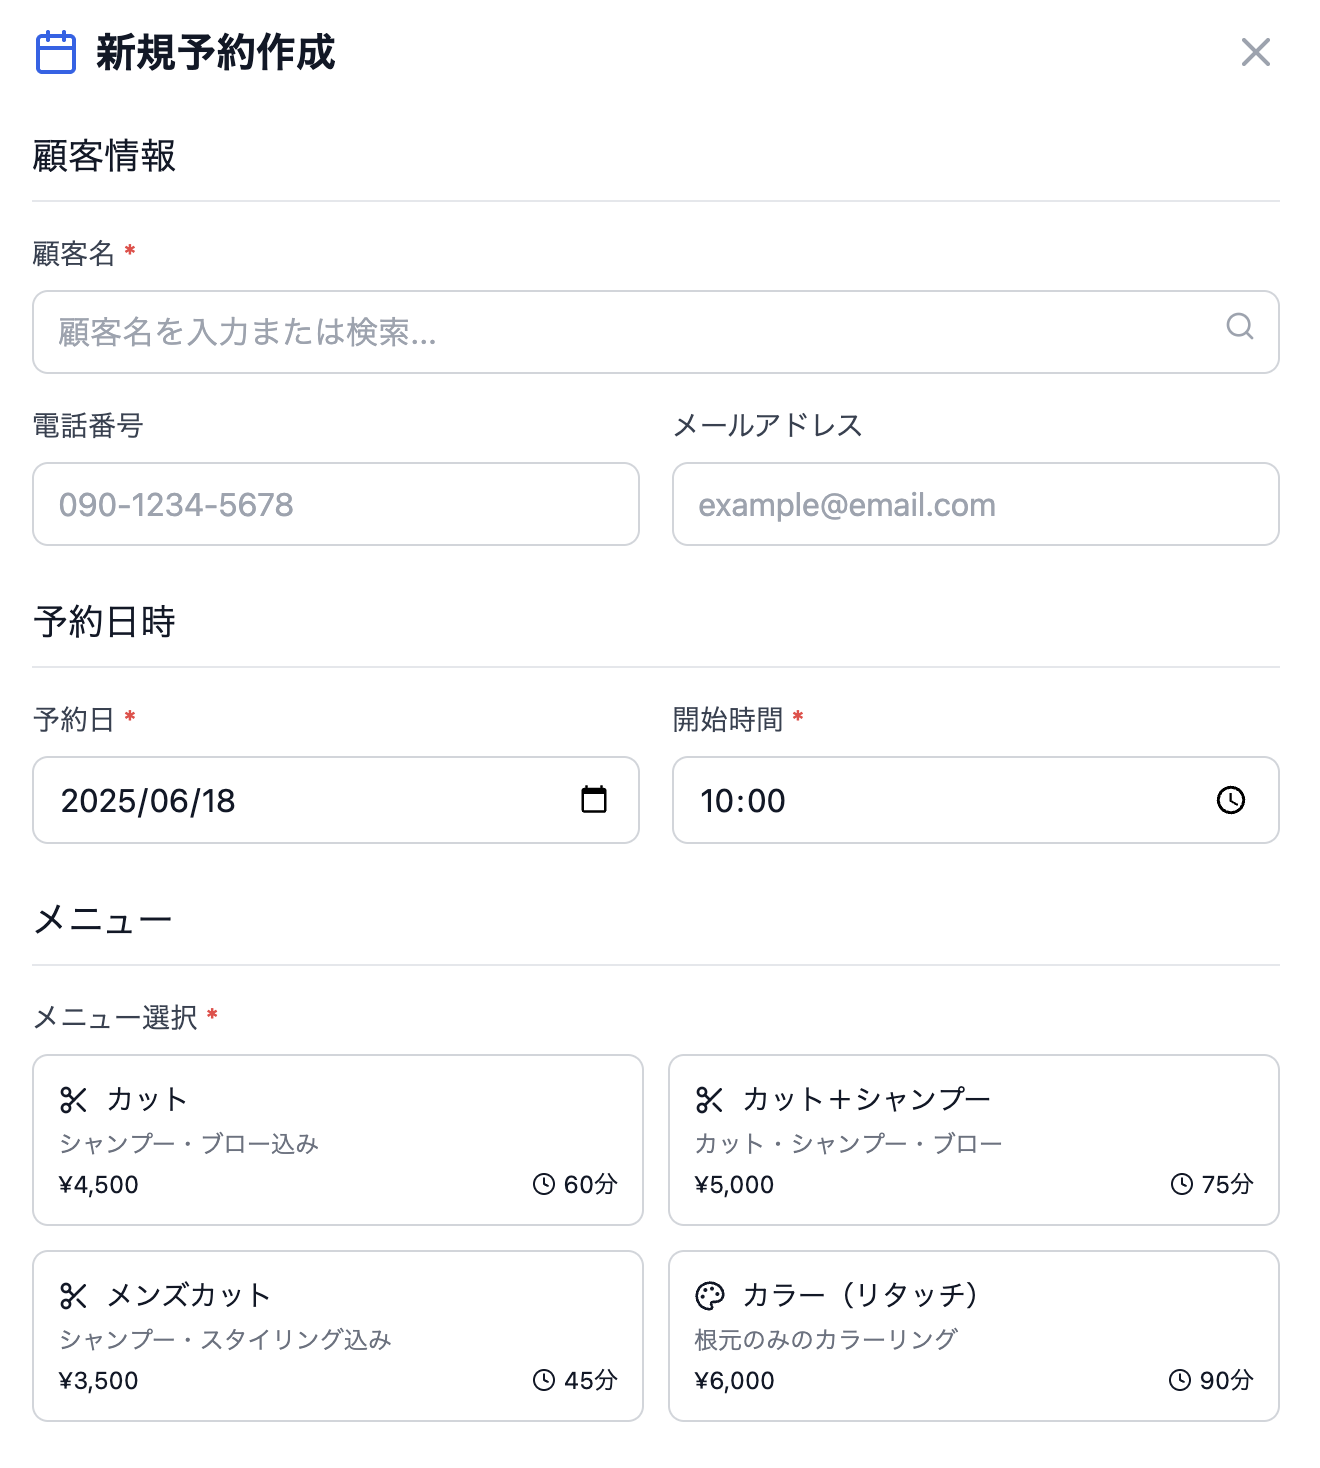 新規予約作成
顧客情報
顧客名 *
顧客名を入力または検索...
電話番号
メールアドレス
090-1234-5678
example@email.com
予約日時
予約日 *
開始時間 *
2025/06/18
10:00
メニュー
メニュー選択 *
カット
シャンプー・ブロー込み
¥4,500
60分
カット＋シャンプー
カット・シャンプー・ブロー
¥5,000
75分
メンズカット
シャンプー・スタイリング込み
¥3,500
45分
カラー（リタッチ）
根元のみのカラーリング
¥6,000
90分